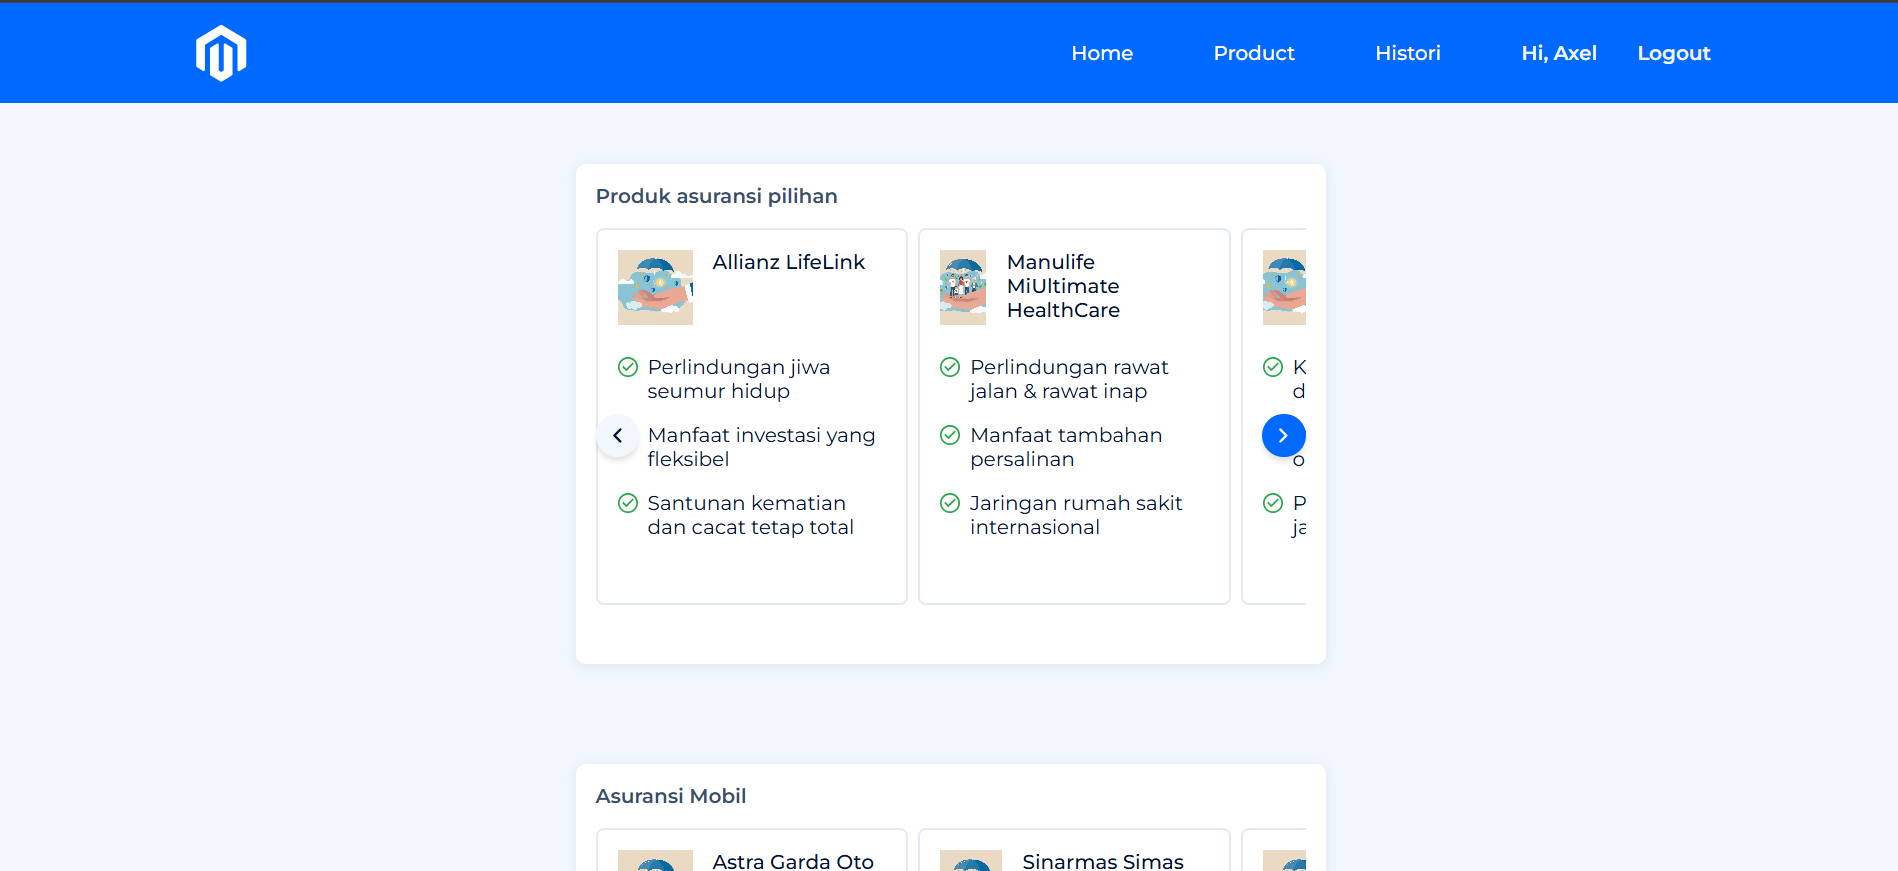 Home Product Histori Hi, Axel Logout
Produk asuransi pilihan
Allianz LifeLink
Perlindungan jiwa
seumur hidup
Manfaat investasi yang
fleksibel
Santunan kematian
dan cacat tetap total
Manulife
MiUltimate
HealthCare
Perlindungan rawat
jalan & rawat inap
Manfaat tambahan
persalinan
Jaringan rumah sakit
internasional
K
d
o
P
ja
Asuransi Mobil
Astra Garda Oto
Sinarmas Simas